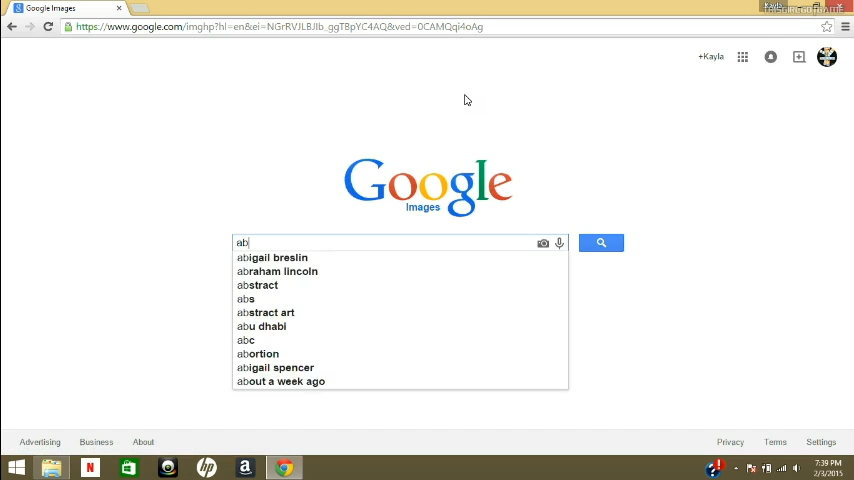 Google Images
Kayla
https://www.google.com/imghp?hl=en&ei=NGrRVJLBJIb_ggTBpYC4AQ&ved=0CAMQqi4oAg
+Kayla
Google
Images
ab
abigail breslin
abraham lincoln
abstract
abs
abstract art
abu dhabi
abc
abortion
abigail spencer
about a week ago
Advertising Business About
Privacy Terms Settings
N
hp
a
7:39 PM
2/3/2015